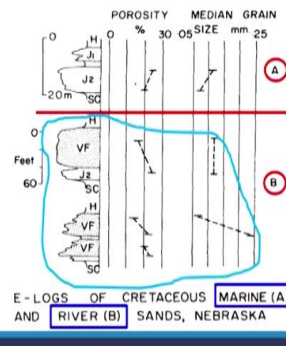 POROSITY MEDIAN GRAIN
% SIZE mm.
0 30 05 25
0
H
J1
J2
20m
SC
A
H
0
VF
Feet
J2
60
SC
B
H
VF
VF
SC
E-LOGS OF CRETACEOUS MARINE (A
AND RIVER (B) SANDS, NEBRASKA